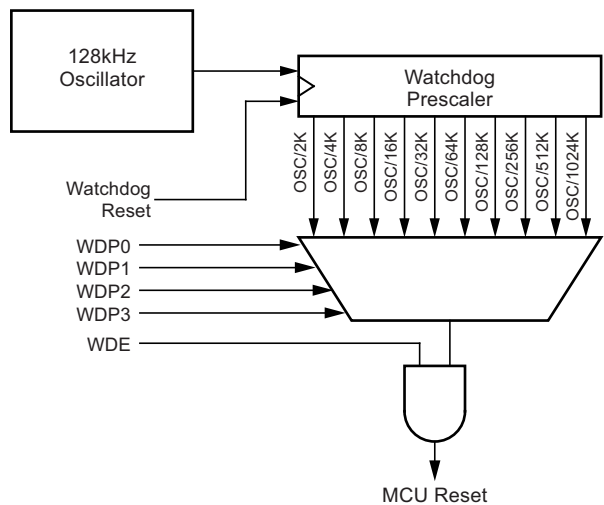 128kHz
Oscillator
Watchdog
Prescaler
OSC/2K
OSC/4K
OSC/8K
OSC/16K
OSC/32K
OSC/64K
OSC/128K
OSC/256K
OSC/512K
OSC/1024K
Watchdog
Reset
WDP0
WDP1
WDP2
WDP3
WDE
MCU Reset